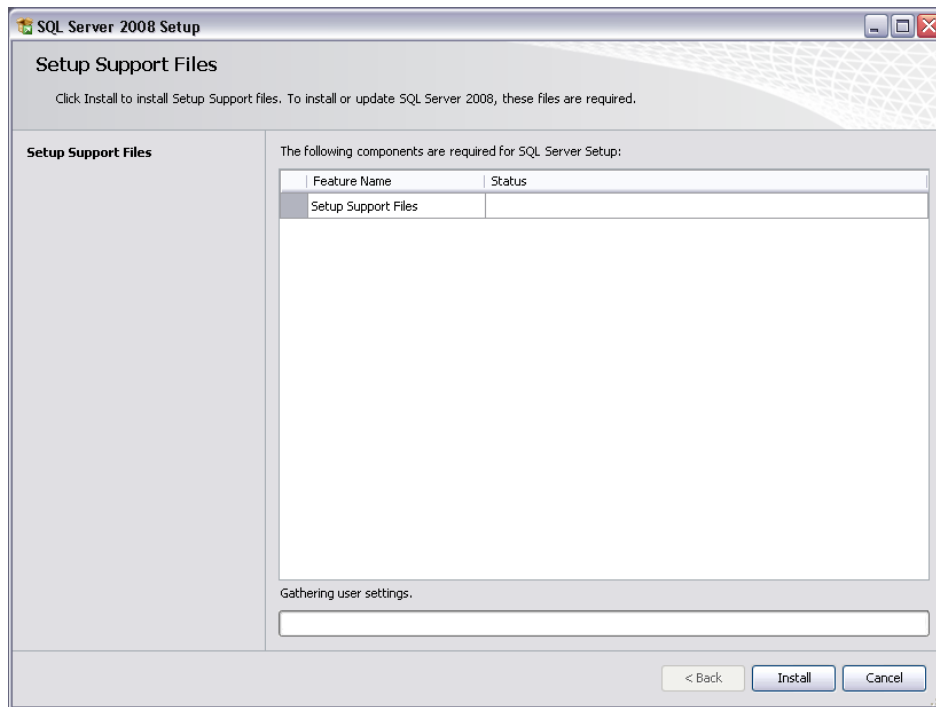 SQL Server 2008 Setup
Setup Support Files
Click Install to install Setup Support files. To install or update SQL Server 2008, these files are required.
Setup Support Files
The following components are required for SQL Server Setup:
Feature Name Status
Setup Support Files
Gathering user settings.
< Back Install Cancel